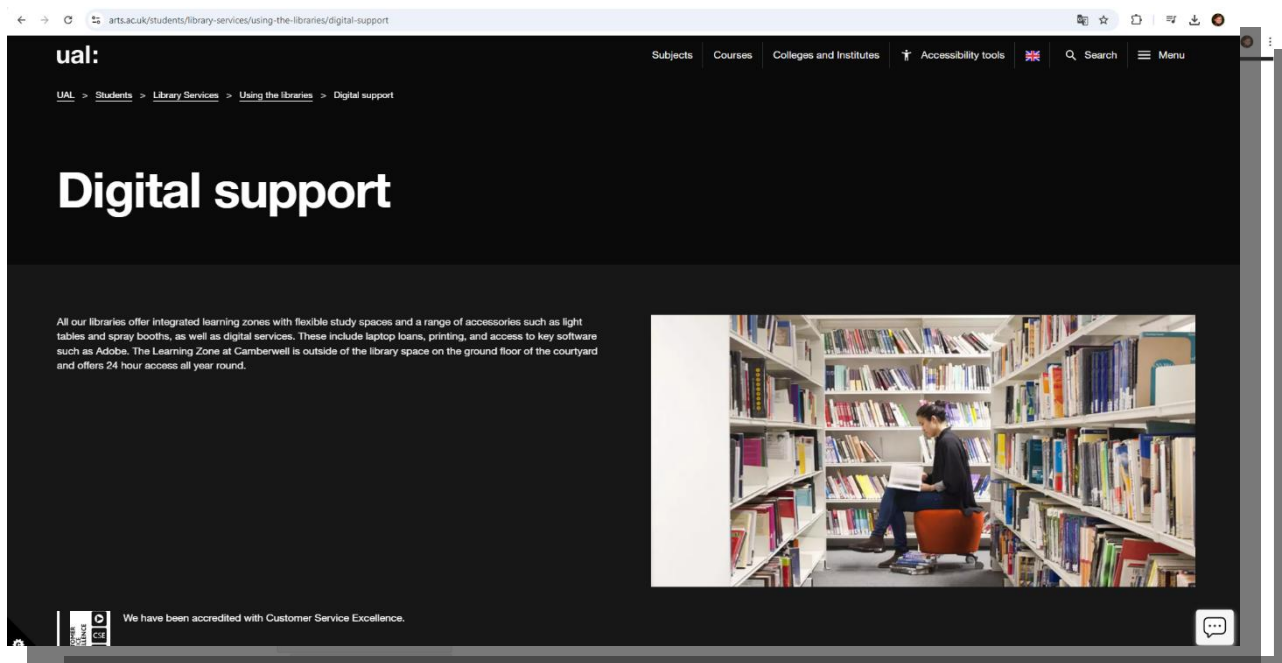 arts.ac.uk/students/library-services/using-the-libraries/digital-support
ual:
Subjects Courses Colleges and Institutes Accessibility tools Search Menu
UAL > Students > Library Services > Using the libraries > Digital support
Digital support
All our libraries offer integrated learning zones with flexible study spaces and a range of accessories such as light
tables and spray booths, as well as digital services. These include laptop loans, printing, and access to key software
such as Adobe. The Learning Zone at Camberwell is outside of the library space on the ground floor of the courtyard
and offers 24 hour access all year round.
CSE
We have been accredited with Customer Service Excellence.